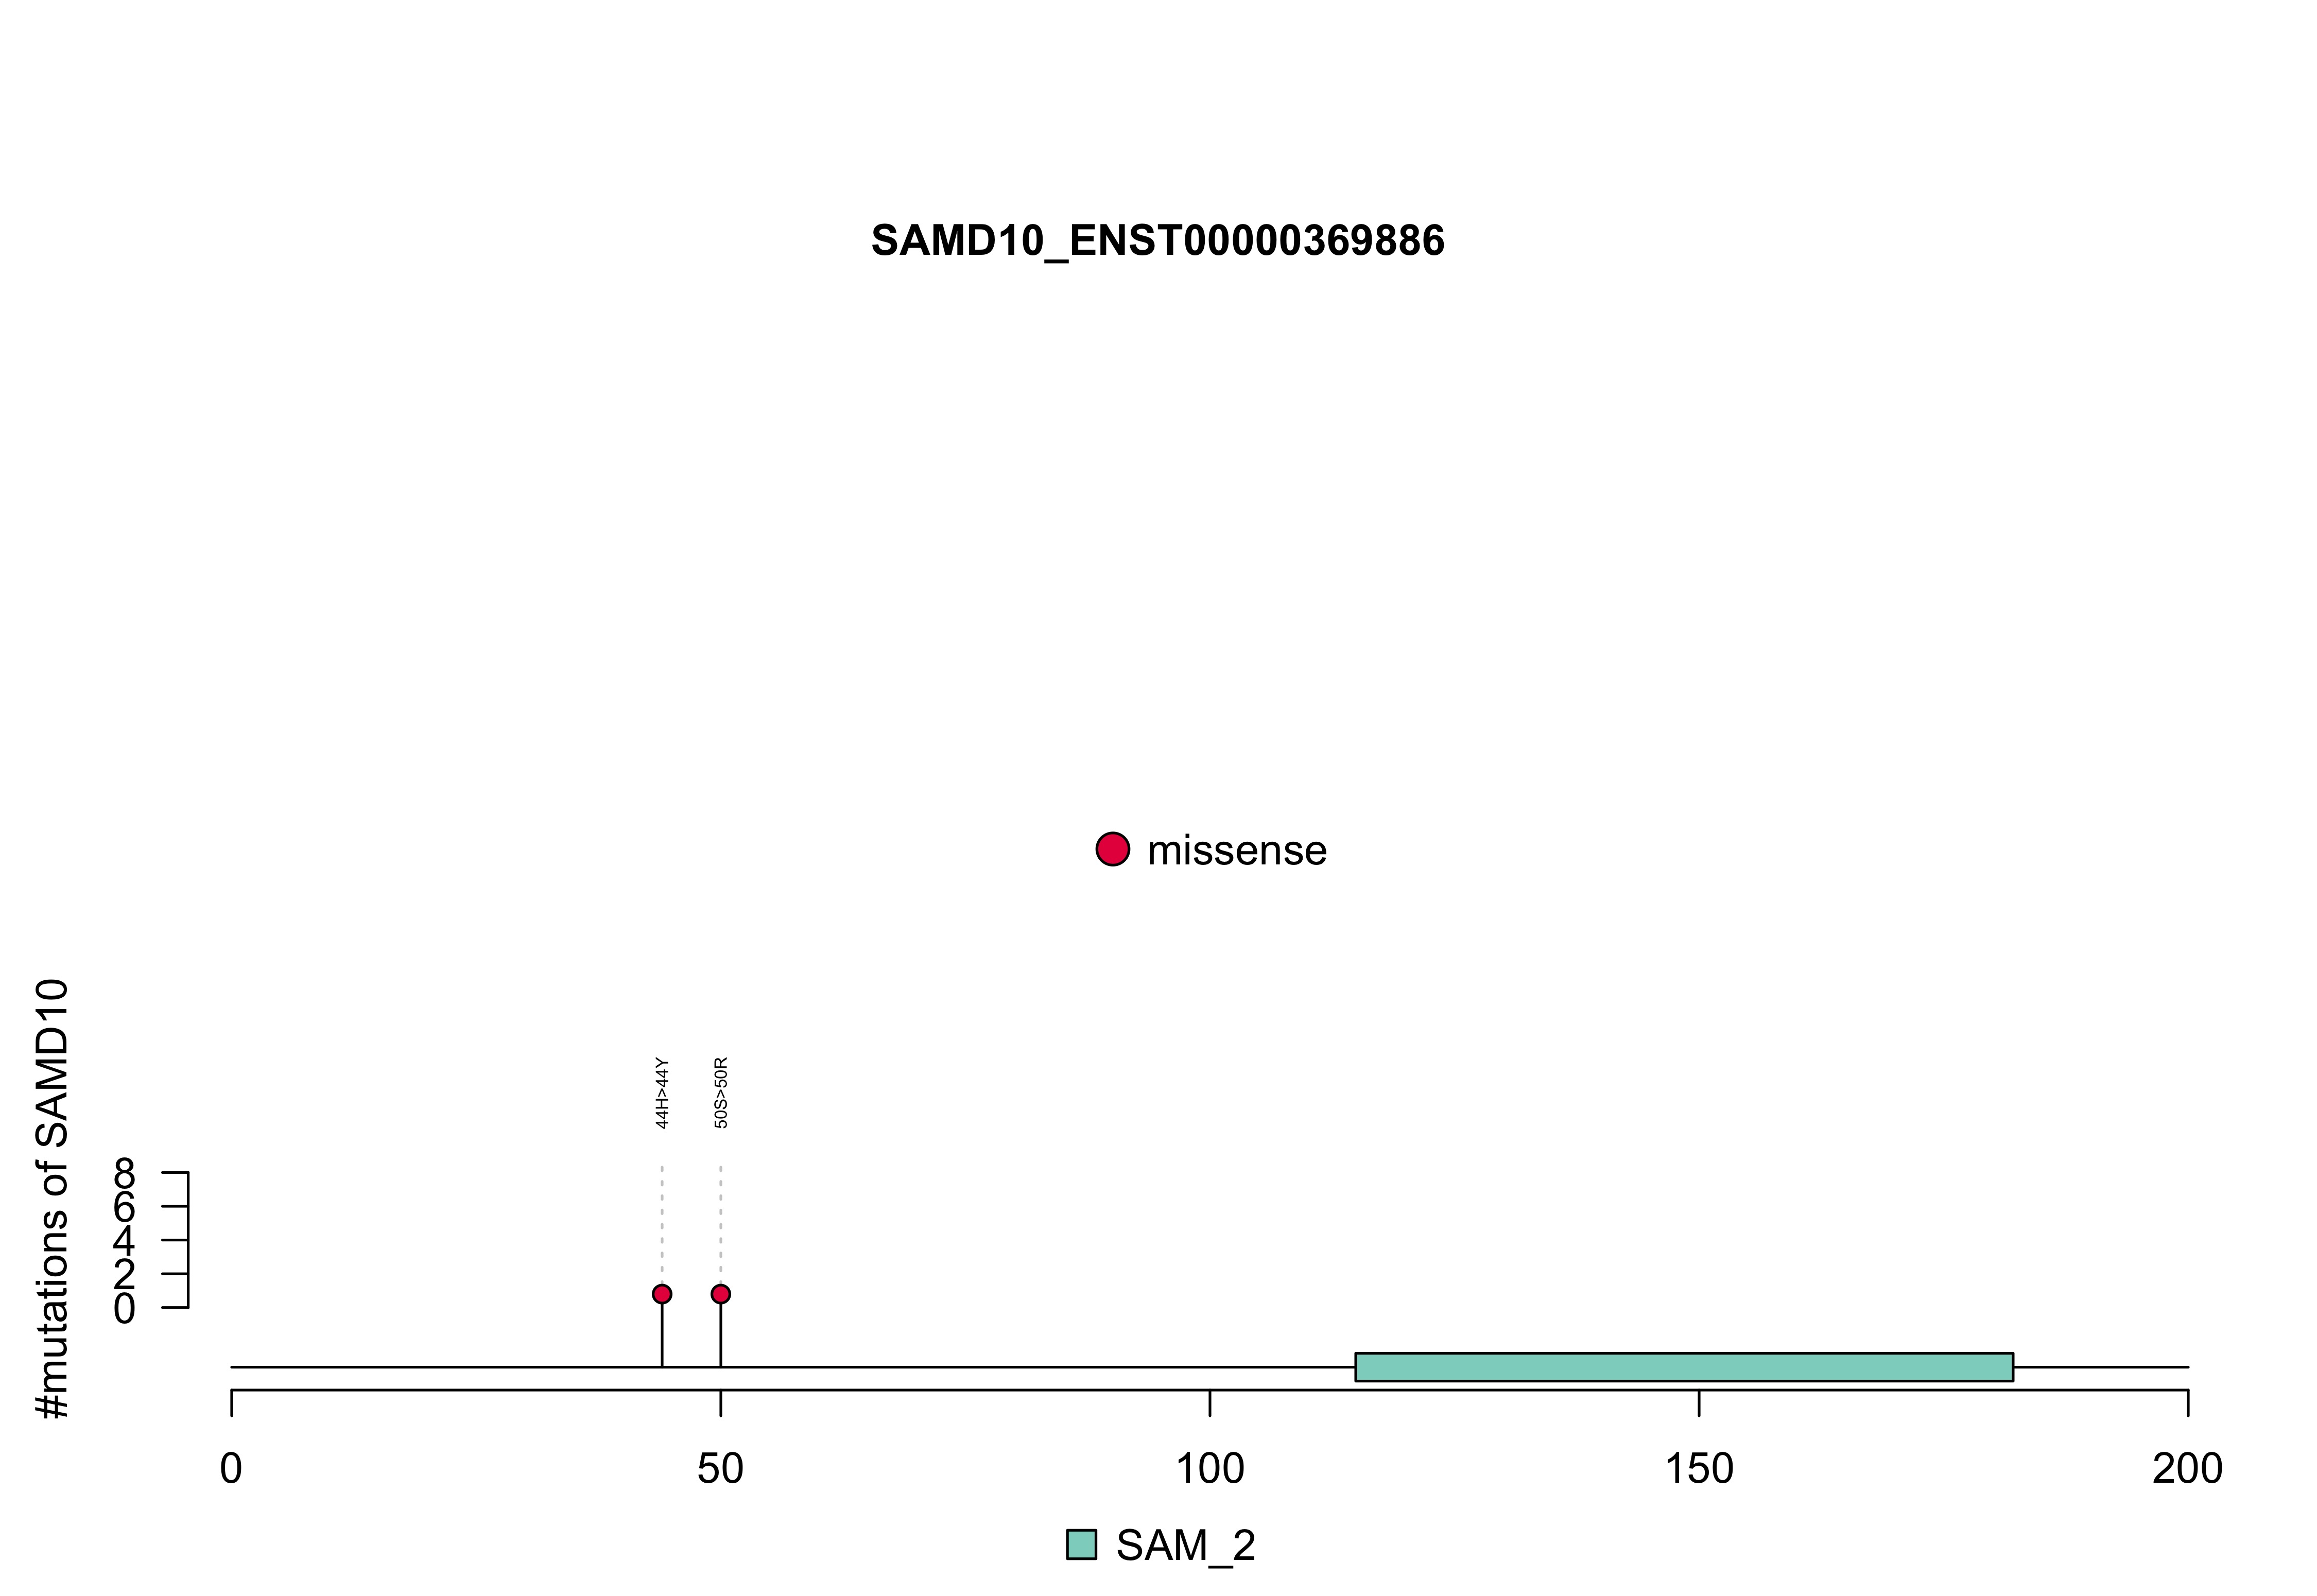 SAMD10_ENST00000369886
missense
#mutations of SAMD10
44H>44Y
50S>50R
8
6
4
2
0
0 50 100 150 200
SAM_2